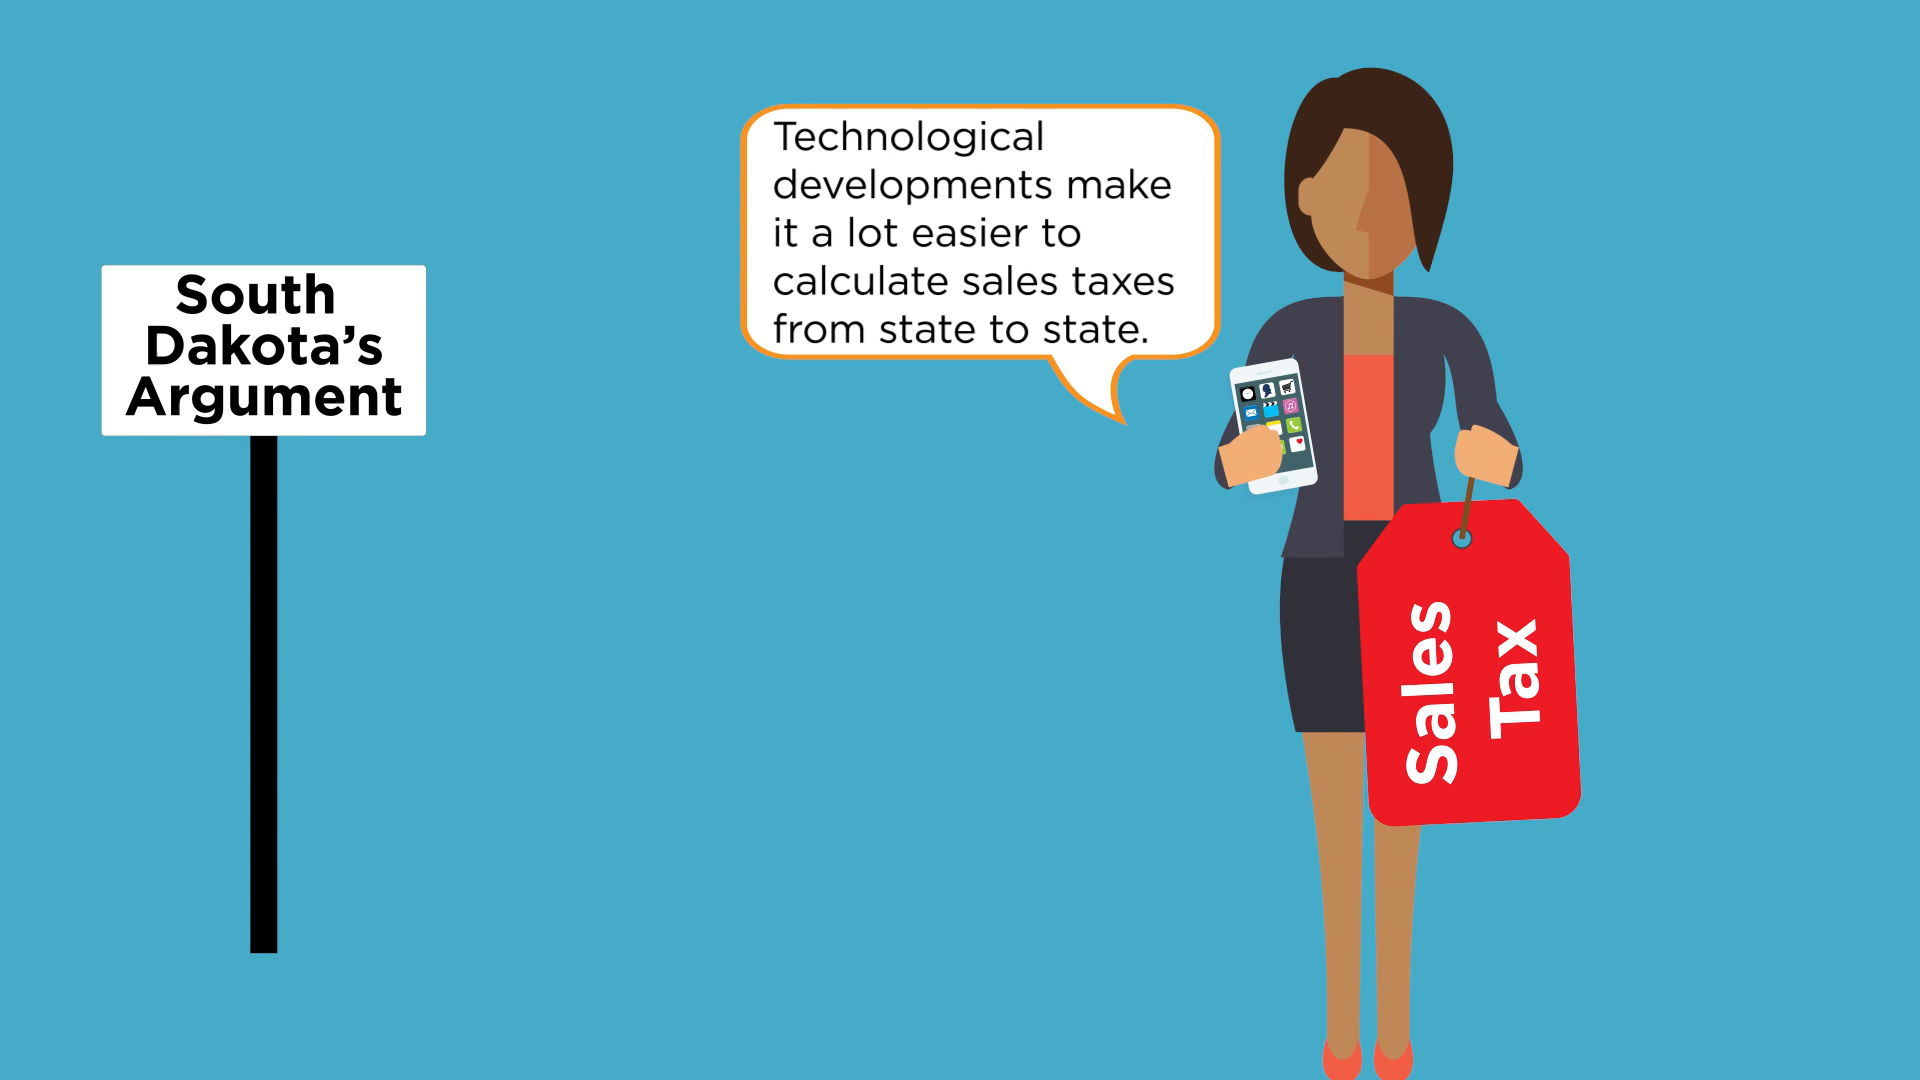 South
Dakota’s
Argument
Technological
developments make
it a lot easier to
calculate sales taxes
from state to state.
Sales
Tax